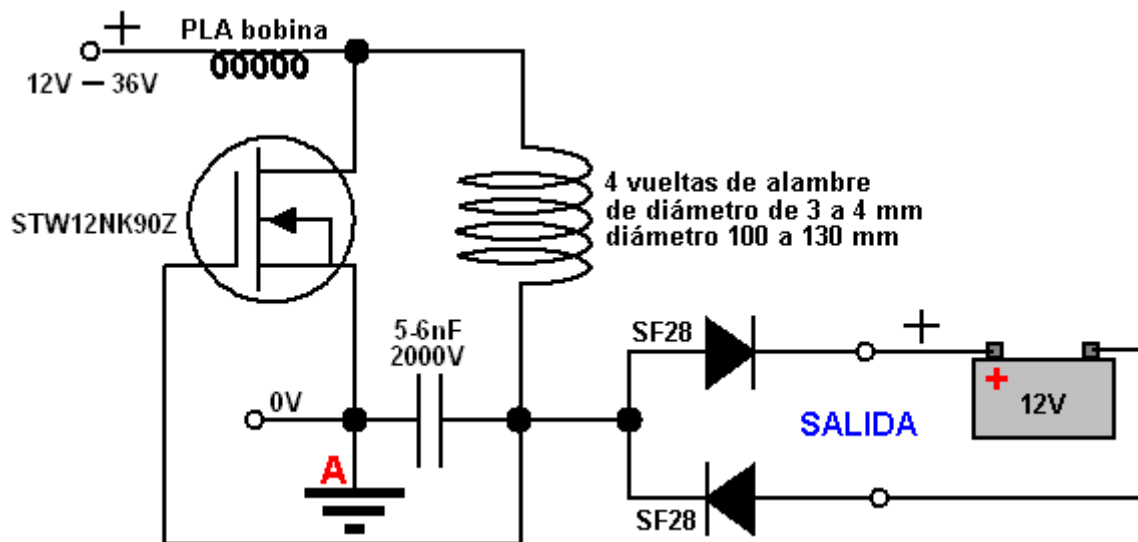 PLA bobina
+
12V – 36V
STW12NK90Z
4 vueltas de alambre
de diámetro de 3 a 4 mm
diámetro 100 a 130 mm
5-6nF
2000V
SF28
+
0V
+
12V
SALIDA
A
SF28